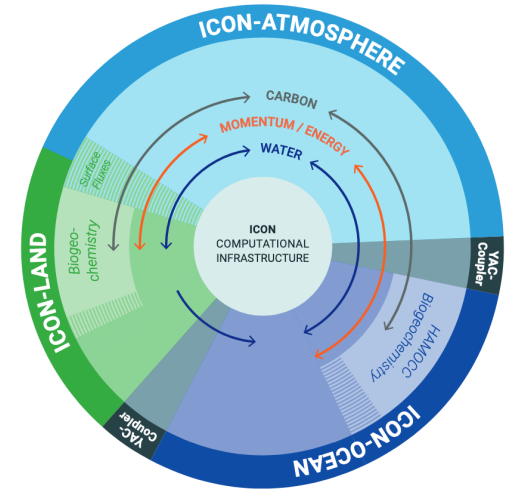 ICON-ATMOSPHERE
CARBON
MOMENTUM / ENERGY
WATER
Surface
Fluxes
ICON
COMPUTATIONAL
INFRASTRUCTURE
Biogeo-
chemistry
ICON-LAND
YAC-
Coupler
HAMOCC
Biogeochemistry
YAC-
Coupler
ICON-OCEAN